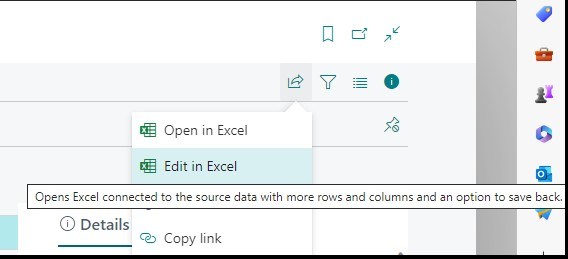 Open in Excel
Edit in Excel
Opens Excel connected to the source data with more rows and columns and an option to save back.
Details
Copy link